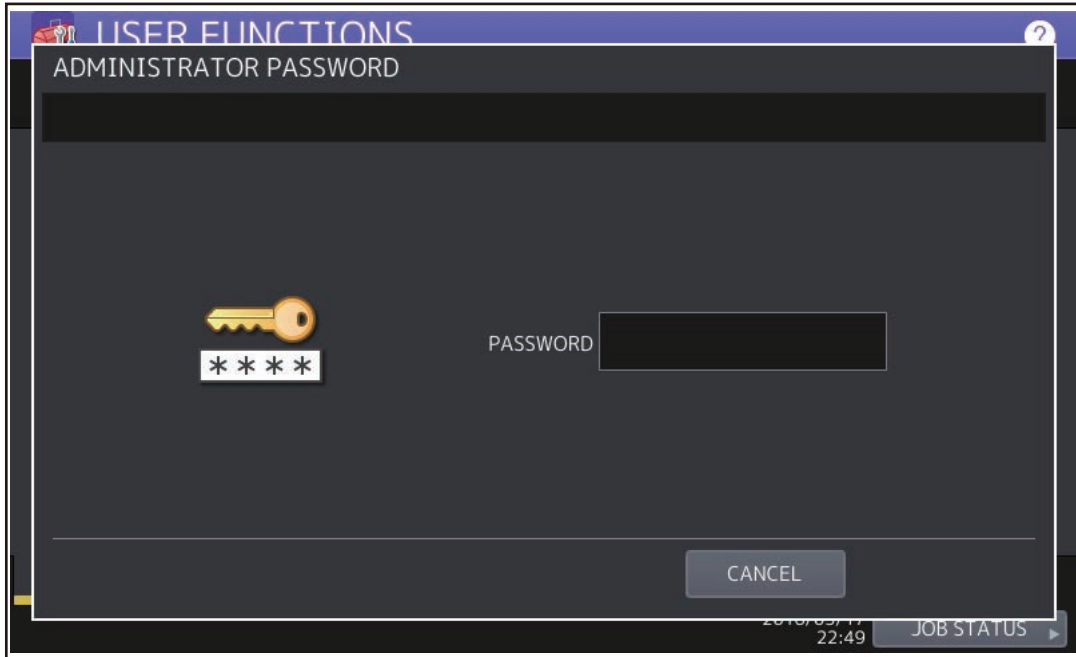 USER FUNCTIONS
?
ADMINISTRATOR PASSWORD
PASSWORD
* * * *
CANCEL
22:49
JOB STATUS